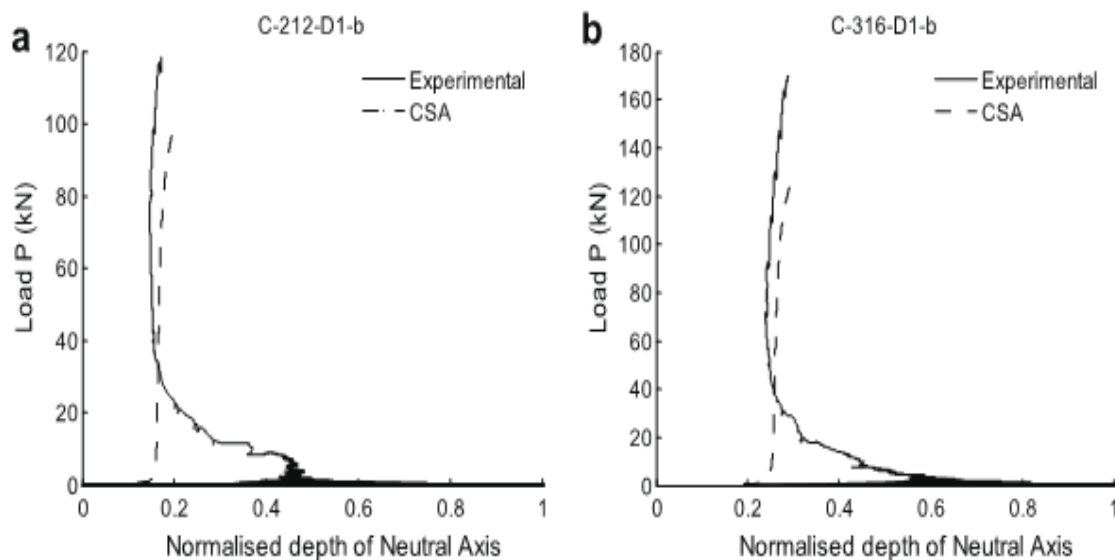 a
C-212-D1-b
120
100
80
60
40
20
0
Load P (kN)
Experimental
CSA
0
0.2
0.4
0.6
0.8
1
Normalised depth of Neutral Axis
b
C-316-D1-b
180
160
140
120
100
80
60
40
20
0
Load P (kN)
Experimental
CSA
0
0.2
0.4
0.6
0.8
1
Normalised depth of Neutral Axis